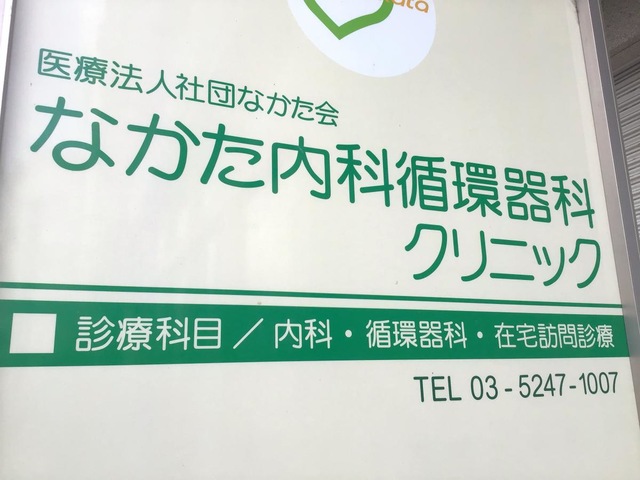 医療法人社団なかた会
なかた内科循環器科
クリニック
診療科目／内科・循環器科・在宅訪問診療
TEL 03-5247-1007